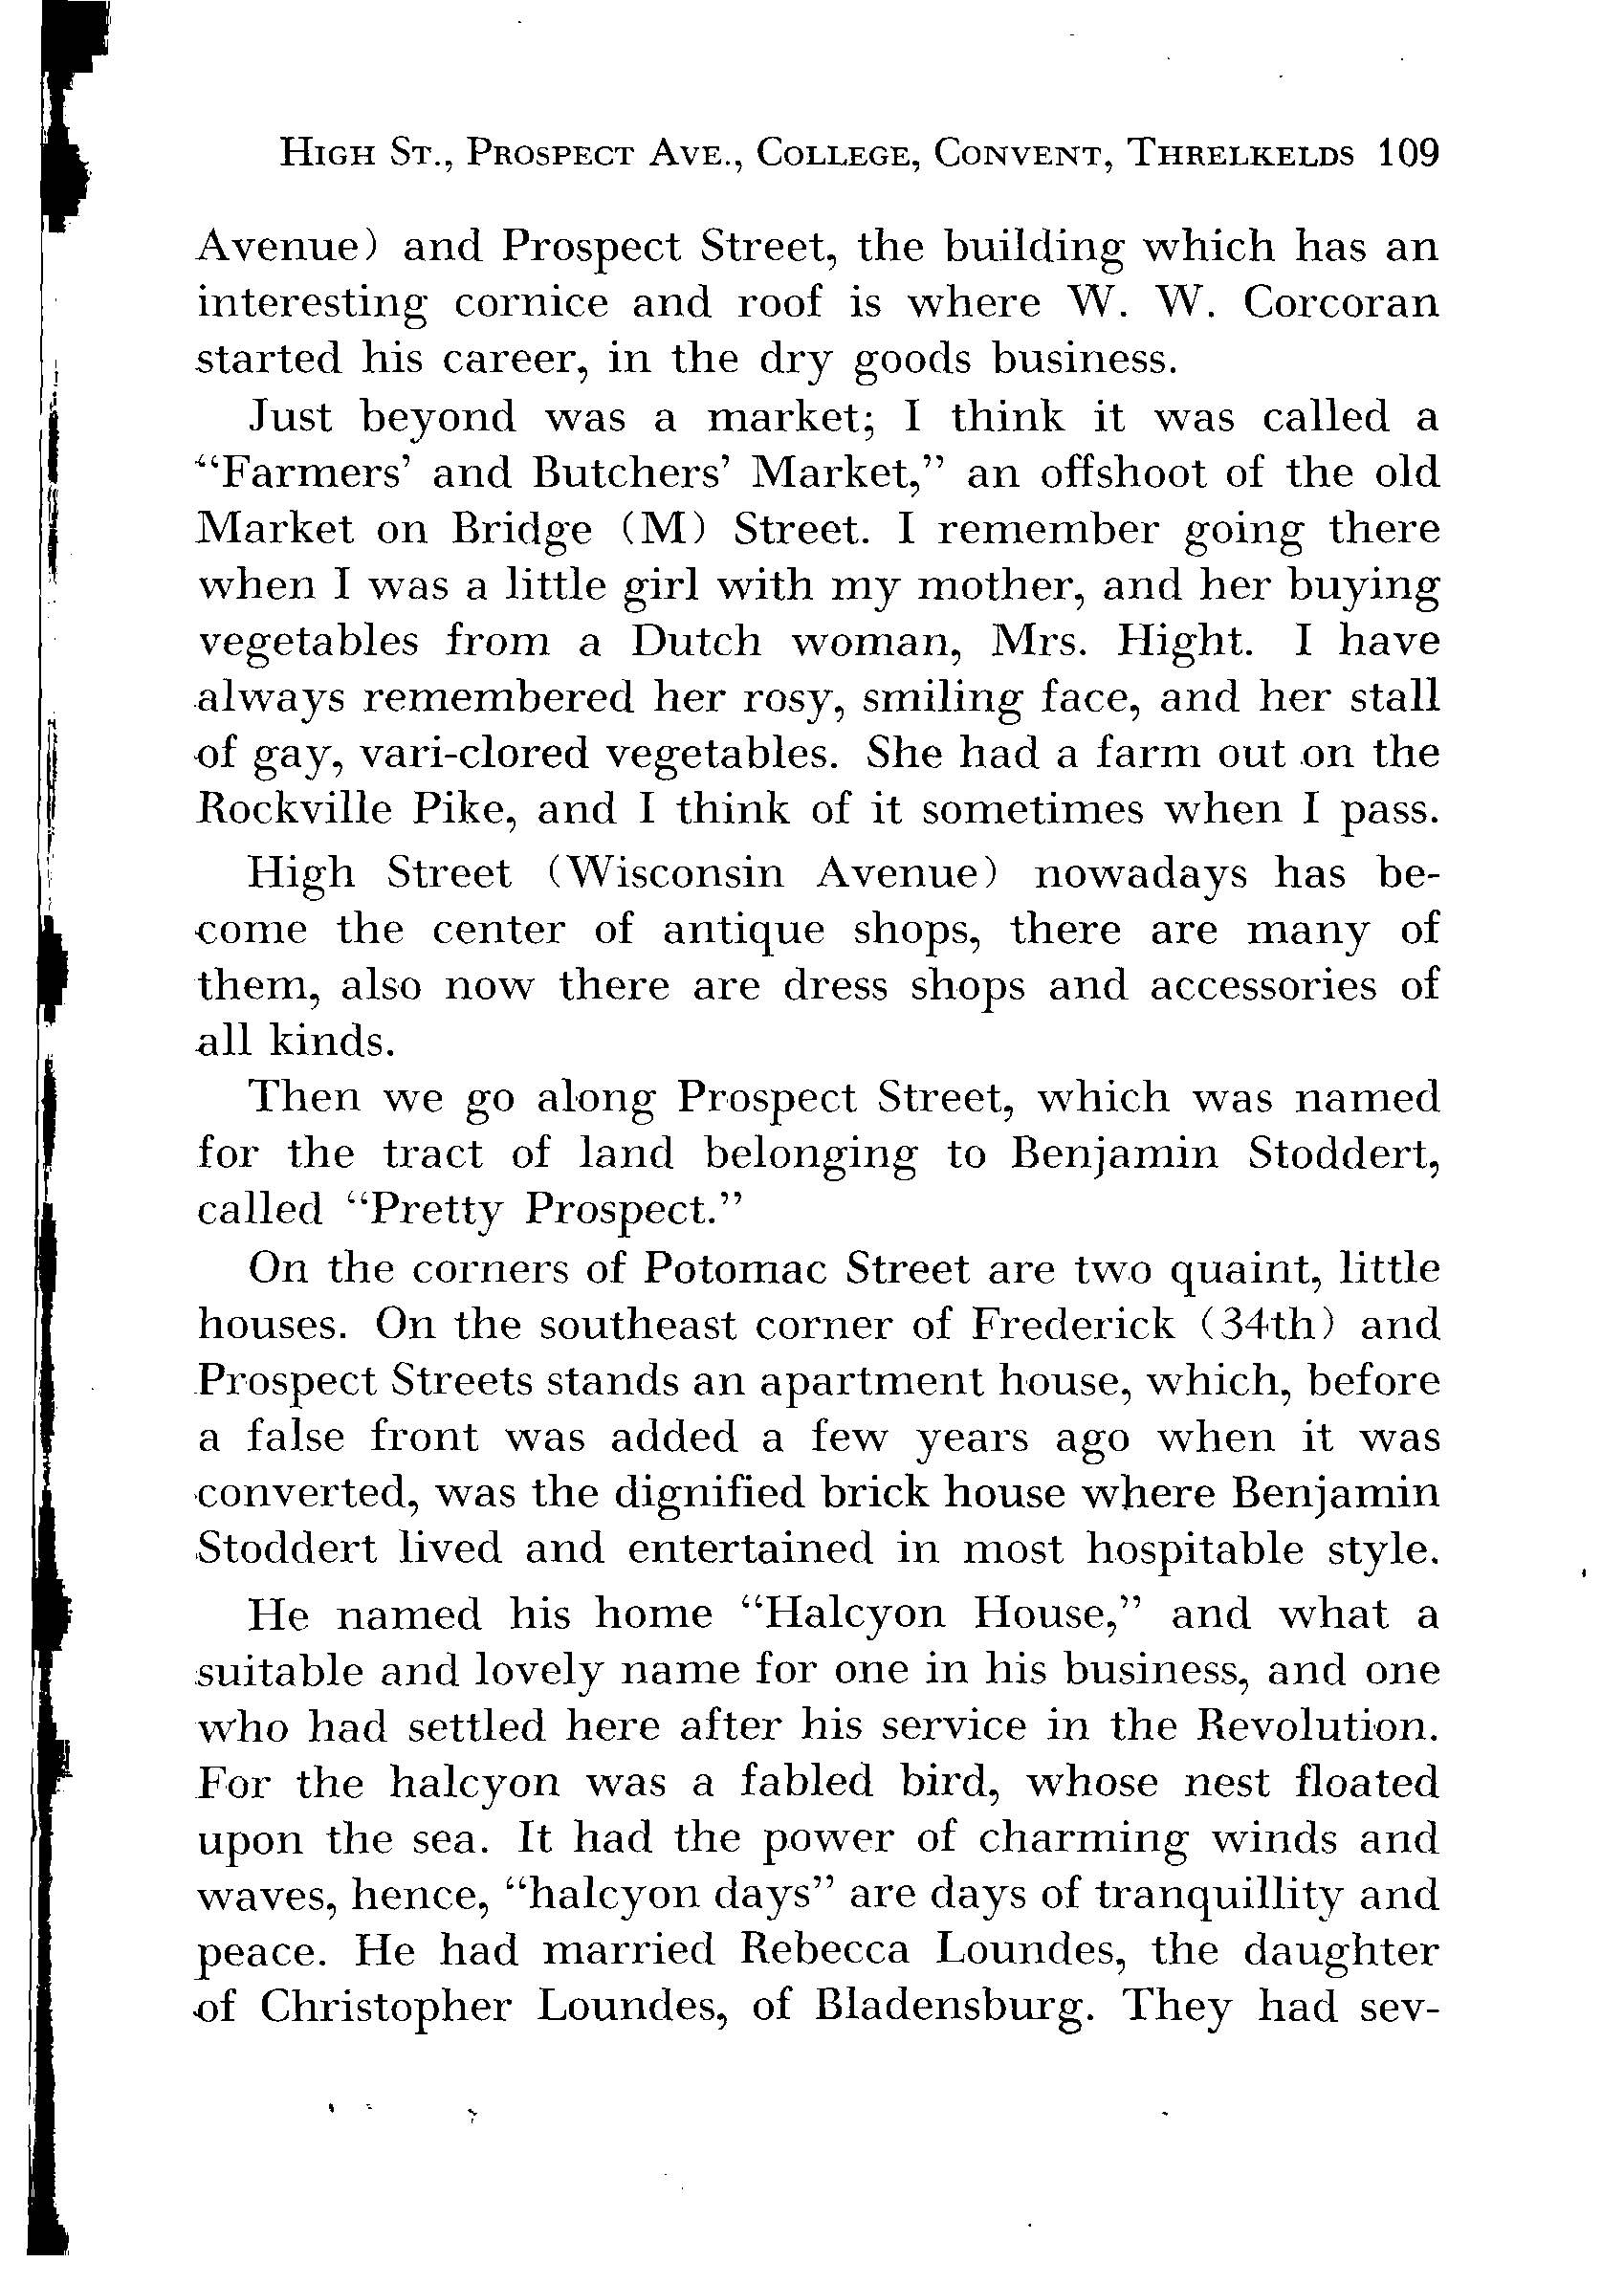 High St., Prospect Ave., College, Convent, Threlkelds 109
Avenue) and Prospect Street, the building which has an
interesting cornice and roof is where W. W. Corcoran
started his career, in the dry goods business.
Just beyond was a market; I think it was called a
“Farmers’ and Butchers’ Market,” an offshoot of the old
Market on Bridge (M) Street. I remember going there
when I was a little girl with my mother, and her buying
vegetables from a Dutch woman, Mrs. Hight. I have
always remembered her rosy, smiling face, and her stall
of gay, vari-clored vegetables. She had a farm out on the
Rockville Pike, and I think of it sometimes when I pass.
High Street (Wisconsin Avenue) nowadays has be-
come the center of antique shops, there are many of
them, also now there are dress shops and accessories of
all kinds.
Then we go along Prospect Street, which was named
for the tract of land belonging to Benjamin Stoddert,
called “Pretty Prospect.”
On the corners of Potomac Street are two quaint, little
houses. On the southeast corner of Frederick (34th) and
Prospect Streets stands an apartment house, which, before
a false front was added a few years ago when it was
converted, was the dignified brick house where Benjamin
Stoddert lived and entertained in most hospitable style.
He named his home “Halcyon House,” and what a
suitable and lovely name for one in his business, and one
who had settled here after his service in the Revolution.
For the halcyon was a fabled bird, whose nest floated
upon the sea. It had the power of charming winds and
waves, hence, “halcyon days” are days of tranquillity and
peace. He had married Rebecca Loundes, the daughter
of Christopher Loundes, of Bladensburg. They had sev-